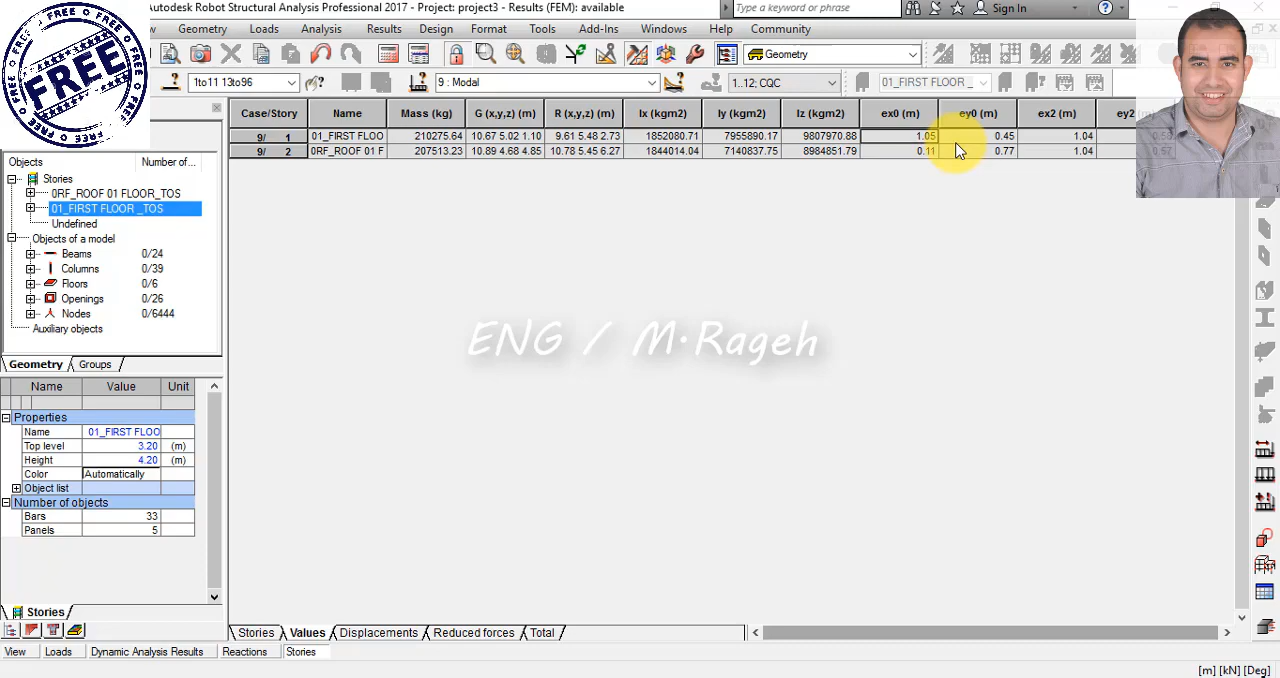 Autodesk Robot Structural Analysis Professional 2017 - Project: project3 - Results (FEM): available
Type a keyword or phrase
Sign In
Geometry Loads Analysis Results Design Format Tools Add-Ins Windows Help Community
Geometry
1to11 13to96
9 : Modal
1..12; CQC
01_FIRST FLOOR _
FREE
FREE O FREE O FREE
Case/Story Name Mass (kg) G (x,y,z) (m) R (x,y,z) (m) Ix (kgm2) Iy (kgm2) Iz (kgm2) ex0 (m) ey0 (m) ex2 (m) ey2
9/ 1 01_FIRST FLOO 210275.64 10.67 5.02 1.10 9.61 5.48 2.73 1852080.71 7955890.17 9807970.88 1.05 0.45 1.04
9/ 2 0RF_ROOF 01 F 207513.23 10.89 4.68 4.85 10.78 5.45 6.27 1844014.04 7140837.75 8984851.79 0.11 0.77 1.04
Objects Number of...
Stories
0RF_ROOF 01 FLOOR_TOS
01_FIRST FLOOR _TOS
Undefined
Objects of a model
Beams 0/24
Columns 0/39
Floors 0/6
Openings 0/26
Nodes 0/6444
Auxiliary objects
Geometry Groups
Name Value Unit
Properties
Name 01_FIRST FLOO
Top level 3.20 (m)
Height 4.20 (m)
Color Automatically
Object list
Number of objects
Bars 33
Panels 5
Stories
ENG / M.Rageh
Stories Values Displacements Reduced forces Total
View Loads Dynamic Analysis Results Reactions Stories
[m] [kN] [Deg]